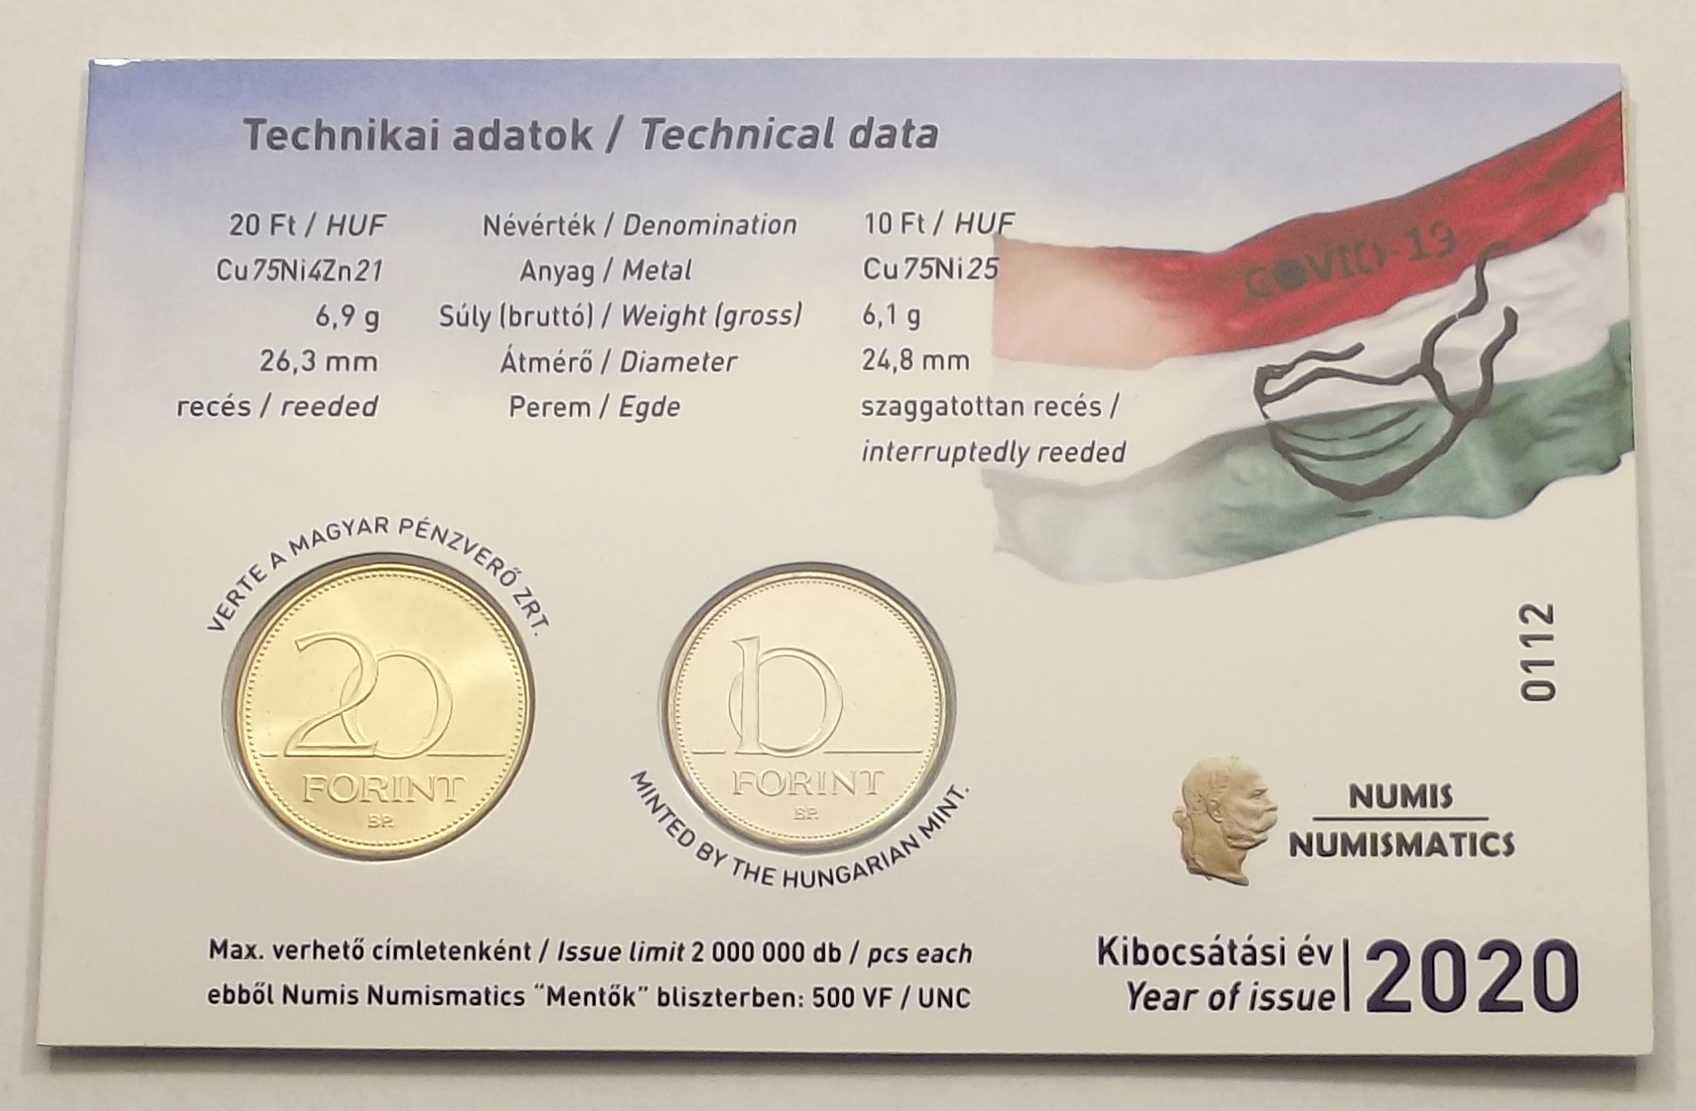 Technikai adatok / Technical data
20 Ft / HUF Névérték / Denomination 10 Ft / HUF
Cu75Ni4Zn21 Anyag / Metal Cu75Ni25
6,9 g Súly (bruttó) / Weight (gross) 6,1 g
26,3 mm Átmérő / Diameter 24,8 mm
recés / reeded Perem / Egde szaggatottan recés /
interruptedly reeded
COVID-19
VERTE A MAGYAR PÉNZVERŐ ZRT.
20
FORINT
BP.
10
FORINT
BP.
MINTED BY THE HUNGARIAN MINT.
0112
NUMIS
NUMISMATICS
Max. verhető címletenként / Issue limit 2 000 000 db / pcs each
ebből Numis Numismatics “Mentők” bliszterben: 500 VF / UNC
Kibocsátási év
Year of issue
2020